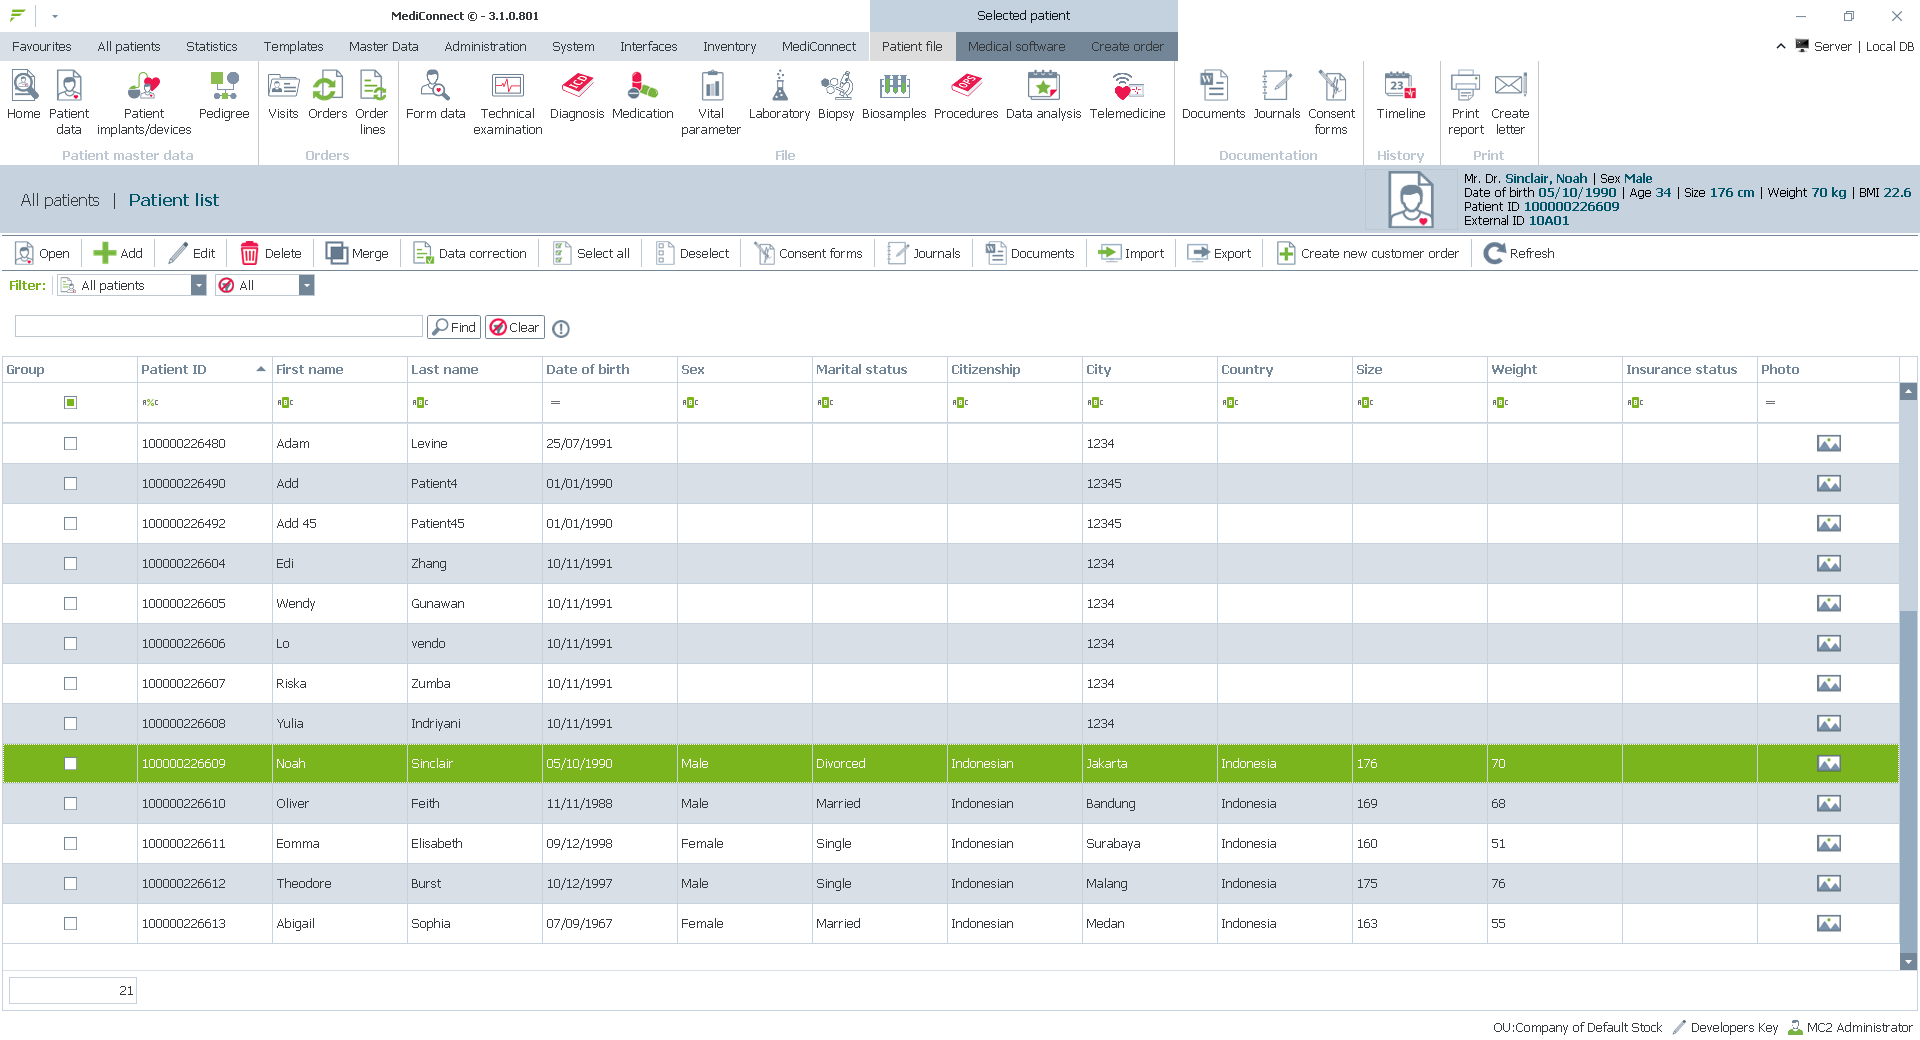 MediConnect © - 3.1.0.801
Selected patient
Favourites All patients Statistics Templates Master Data Administration System Interfaces Inventory MediConnect Patient file Medical software Create order Server | Local DB
Home Patient data Patient implants/devices Pedigree Visits Orders Order lines Form data Technical examination Diagnosis Medication Vital parameter Laboratory Biopsy Biosamples Procedures Data analysis Telemedicine Documents Journals Consent forms Timeline Print report Create letter
Patient master data Orders File Documentation History Print
All patients | Patient list
Mr. Dr. Sinclair, Noah | Sex Male
Date of birth 05/10/1990 | Age 34 | Size 176 cm | Weight 70 kg | BMI 22.6
Patient ID 100000226609
External ID 10A01
Open Add Edit Delete Merge Data correction Select all Deselect Consent forms Journals Documents Import Export Create new customer order Refresh
Filter: All patients All
Find Clear
Group Patient ID First name Last name Date of birth Sex Marital status Citizenship City Country Size Weight Insurance status Photo
100000226480 Adam Levine 25/07/1991 1234
100000226490 Add Patient4 01/01/1990 12345
100000226492 Add 45 Patient45 01/01/1990 12345
100000226604 Edi Zhang 10/11/1991 1234
100000226605 Wendy Gunawan 10/11/1991 1234
100000226606 Lo vendo 10/11/1991 1234
100000226607 Riska Zumba 10/11/1991 1234
100000226608 Yulia Indriyani 10/11/1991 1234
100000226609 Noah Sinclair 05/10/1990 Male Divorced Indonesian Jakarta Indonesia 176 70
100000226610 Oliver Feith 11/11/1988 Male Married Indonesian Bandung Indonesia 169 68
100000226611 Eomma Elisabeth 09/12/1998 Female Single Indonesian Surabaya Indonesia 160 51
100000226612 Theodore Burst 10/12/1997 Male Single Indonesian Malang Indonesia 175 76
100000226613 Abigail Sophia 07/09/1967 Female Married Indonesian Medan Indonesia 163 55
21
OU:Company of Default Stock Developers Key MC2 Administrator